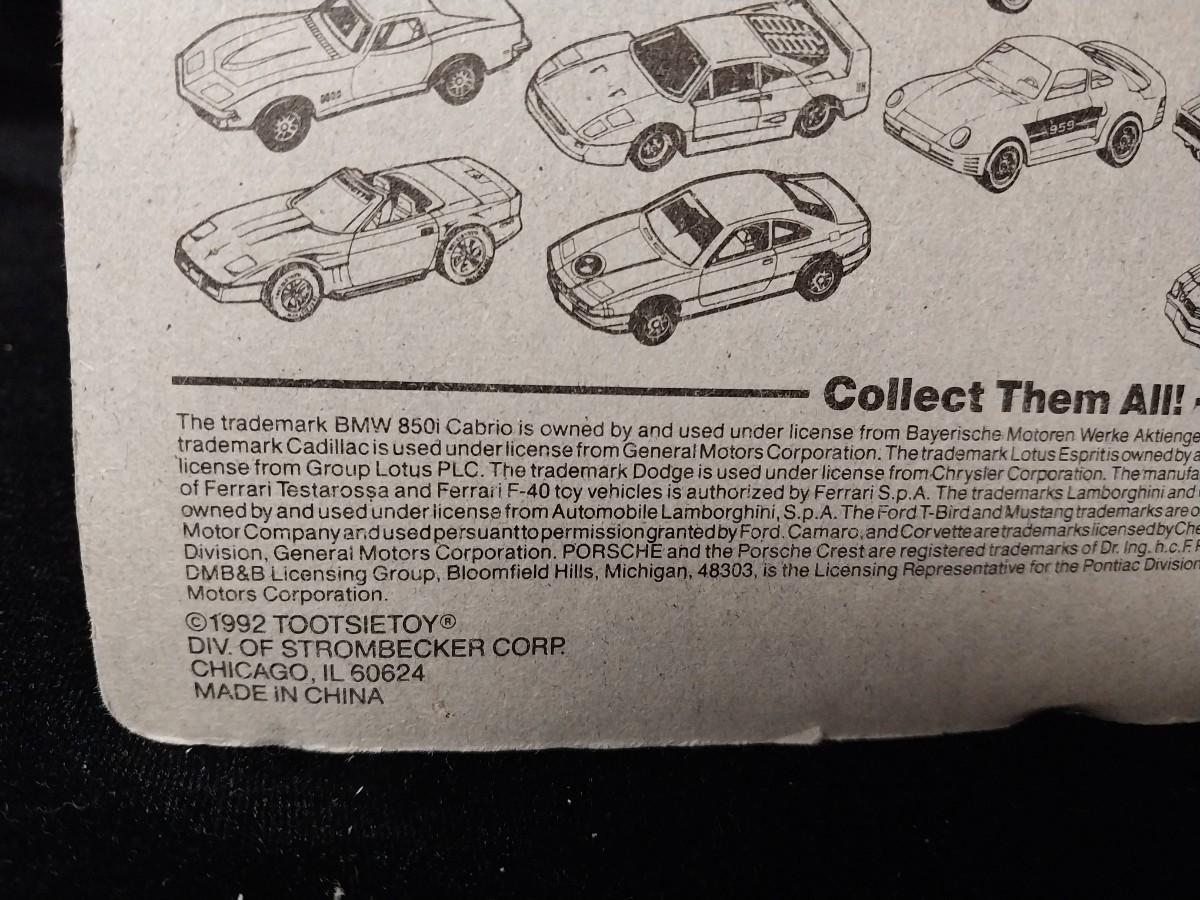 959
Collect Them All!
The trademark BMW 850i Cabrio is owned by and used under license from Bayerische Motoren Werke Aktienge
trademark Cadillac is used under license from General Motors Corporation. The trademark Lotus Esprit is owned by a
license from Group Lotus PLC. The trademark Dodge is used under license from Chrysler Corporation. The manufa
of Ferrari Testarossa and Ferrari F-40 toy vehicles is authorized by Ferrari S.p.A. The trademarks Lamborghini and
owned by and used under license from Automobile Lamborghini, S.p.A. The Ford T-Bird and Mustang trademarks are o
Motor Company and used persuant to permission granted by Ford. Camaro, and Corvette are trademarks licensed by Che
Division, General Motors Corporation. PORSCHE and the Porsche Crest are registered trademarks of Dr. Ing. h.c. F.
DMB&B Licensing Group, Bloomfield Hills, Michigan, 48303, is the Licensing Representative for the Pontiac Division
Motors Corporation.
©1992 TOOTSIETOY®
DIV. OF STROMBECKER CORP.
CHICAGO, IL 60624
MADE IN CHINA